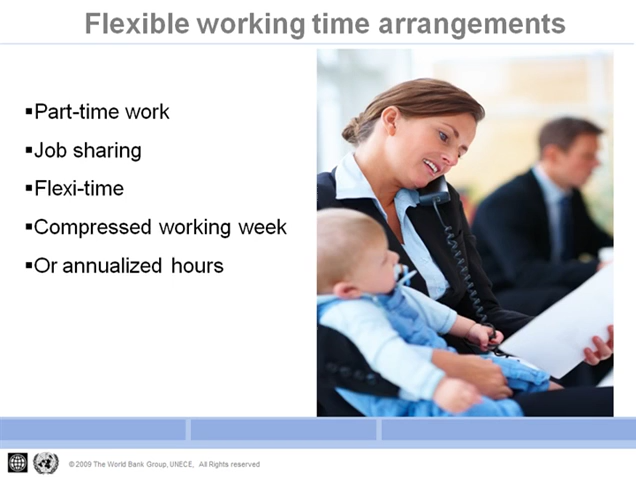 Flexible working time arrangements
▪Part-time work
▪Job sharing
▪Flexi-time
▪Compressed working week
▪Or annualized hours
© 2009 The World Bank Group, UNECE, All Rights reserved